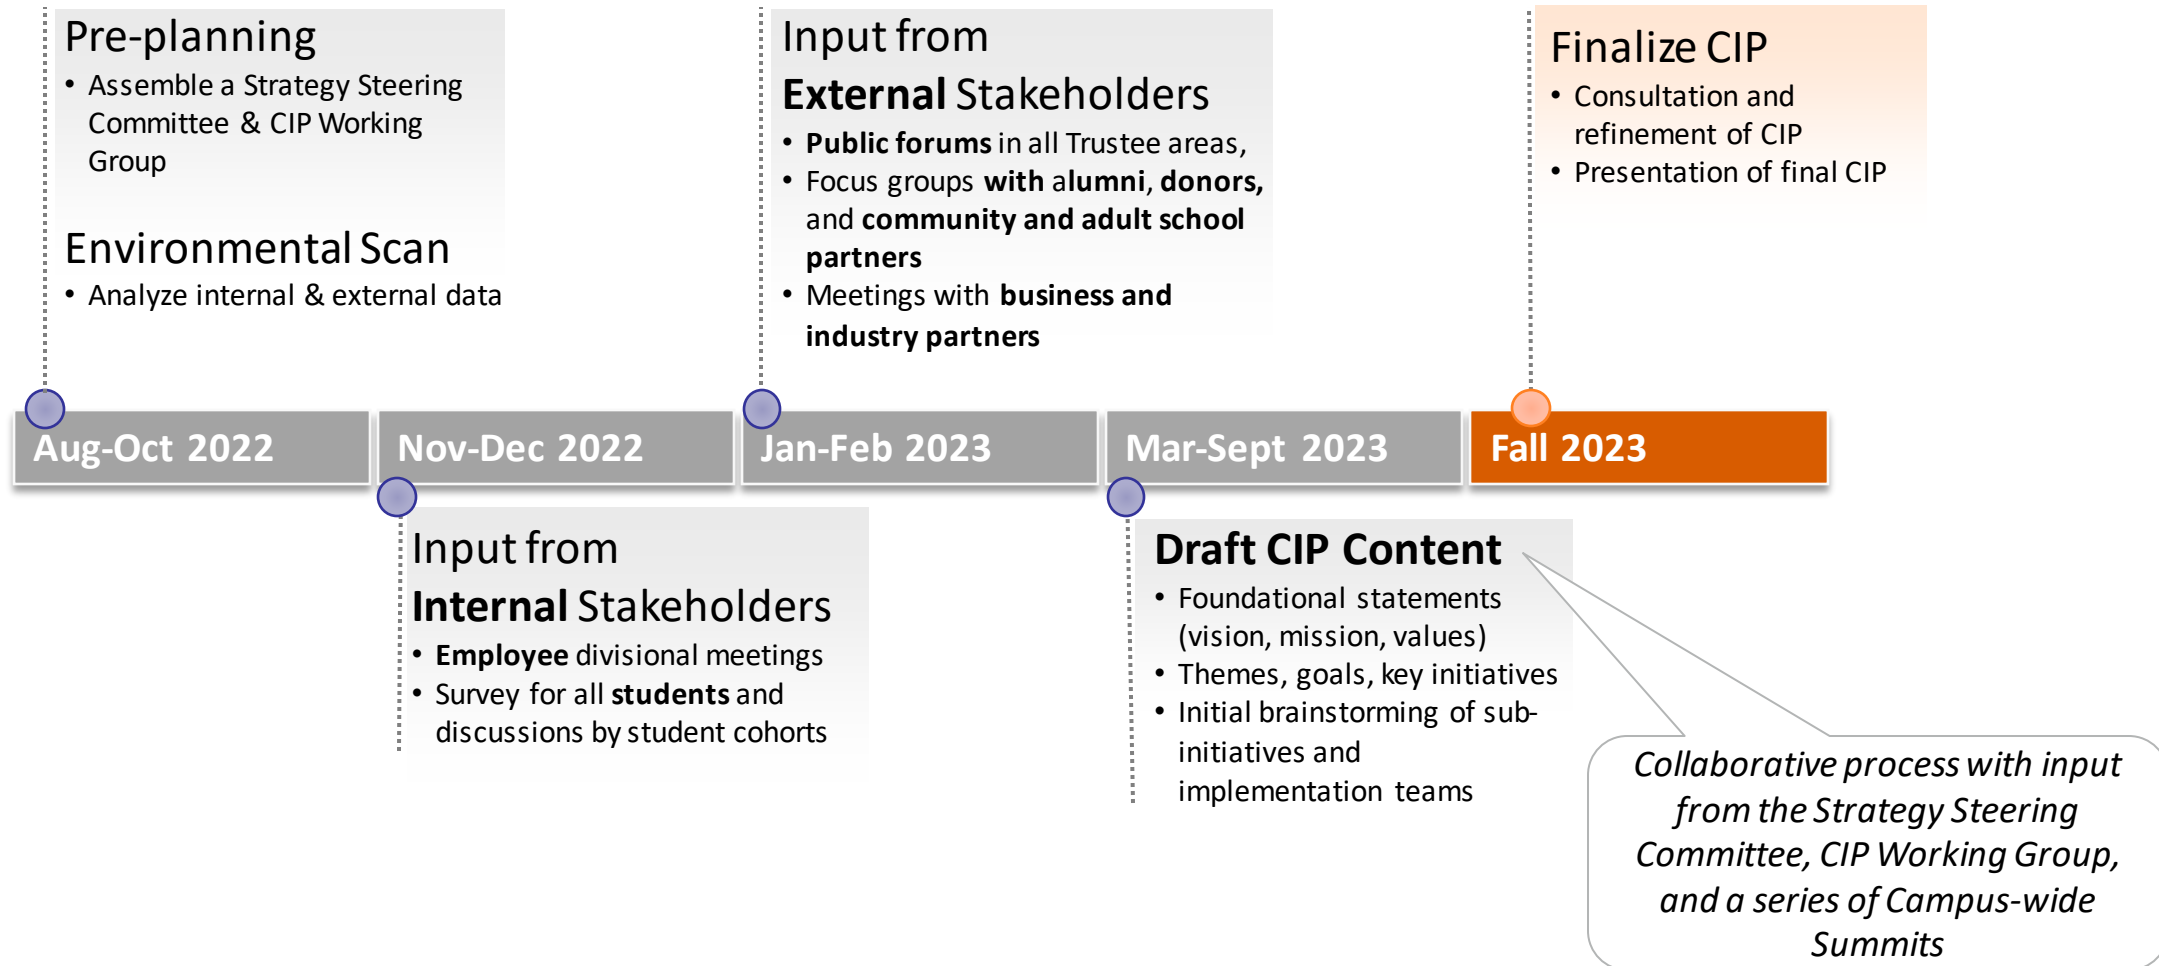 Pre-planning
• Assemble a Strategy Steering
Committee & CIP Working
Group
Environmental Scan
• Analyze internal & external data
Input from
External Stakeholders
• Public forums in all Trustee areas,
• Focus groups with alumni, donors,
and community and adult school
partners
• Meetings with business and
industry partners
Finalize CIP
• Consultation and
refinement of CIP
• Presentation of final CIP
Aug-Oct 2022
Nov-Dec 2022
Jan-Feb 2023
Mar-Sept 2023
Fall 2023
Input from
Internal Stakeholders
• Employee divisional meetings
• Survey for all students and
discussions by student cohorts
Draft CIP Content
• Foundational statements
(vision, mission, values)
• Themes, goals, key initiatives
• Initial brainstorming of sub-
initiatives and
implementation teams
Collaborative process with input
from the Strategy Steering
Committee, CIP Working Group,
and a series of Campus-wide
Summits